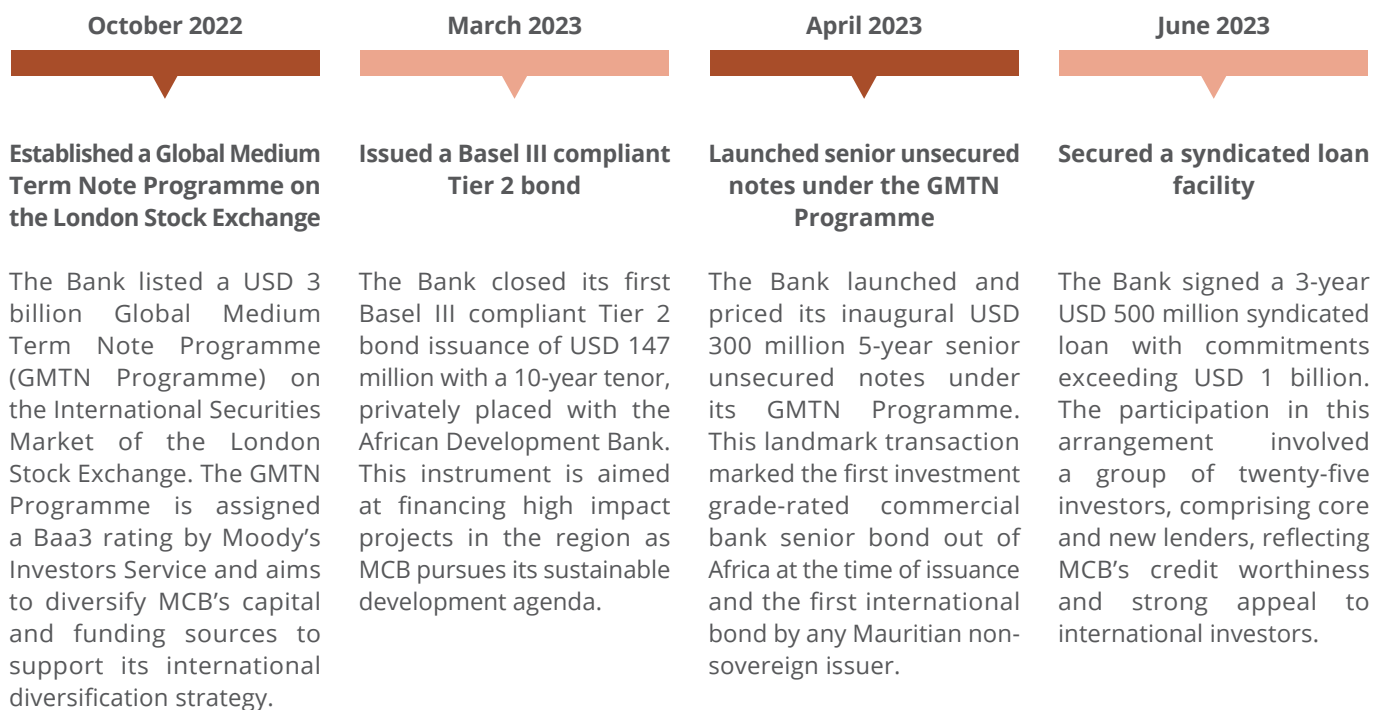 October 2022
Established a Global Medium
Term Note Programme on
the London Stock Exchange
The Bank listed a USD 3
billion Global Medium
Term Note Programme
(GMTN Programme) on
the International Securities
Market of the London
Stock Exchange. The GMTN
Programme is assigned
a Baa3 rating by Moody’s
Investors Service and aims
to diversify MCB’s capital
and funding sources to
support its international
diversification strategy.
March 2023
Issued a Basel III compliant
Tier 2 bond
The Bank closed its first
Basel III compliant Tier 2
bond issuance of USD 147
million with a 10-year tenor,
privately placed with the
African Development Bank.
This instrument is aimed
at financing high impact
projects in the region as
MCB pursues its sustainable
development agenda.
April 2023
Launched senior unsecured
notes under the GMTN
Programme
The Bank launched and
priced its inaugural USD
300 million 5-year senior
unsecured notes under
its GMTN Programme.
This landmark transaction
marked the first investment
grade-rated commercial
bank senior bond out of
Africa at the time of issuance
and the first international
bond by any Mauritian non-
sovereign issuer.
June 2023
Secured a syndicated loan
facility
The Bank signed a 3-year
USD 500 million syndicated
loan with commitments
exceeding USD 1 billion.
The participation in this
arrangement involved
a group of twenty-five
investors, comprising core
and new lenders, reflecting
MCB’s credit worthiness
and strong appeal to
international investors.